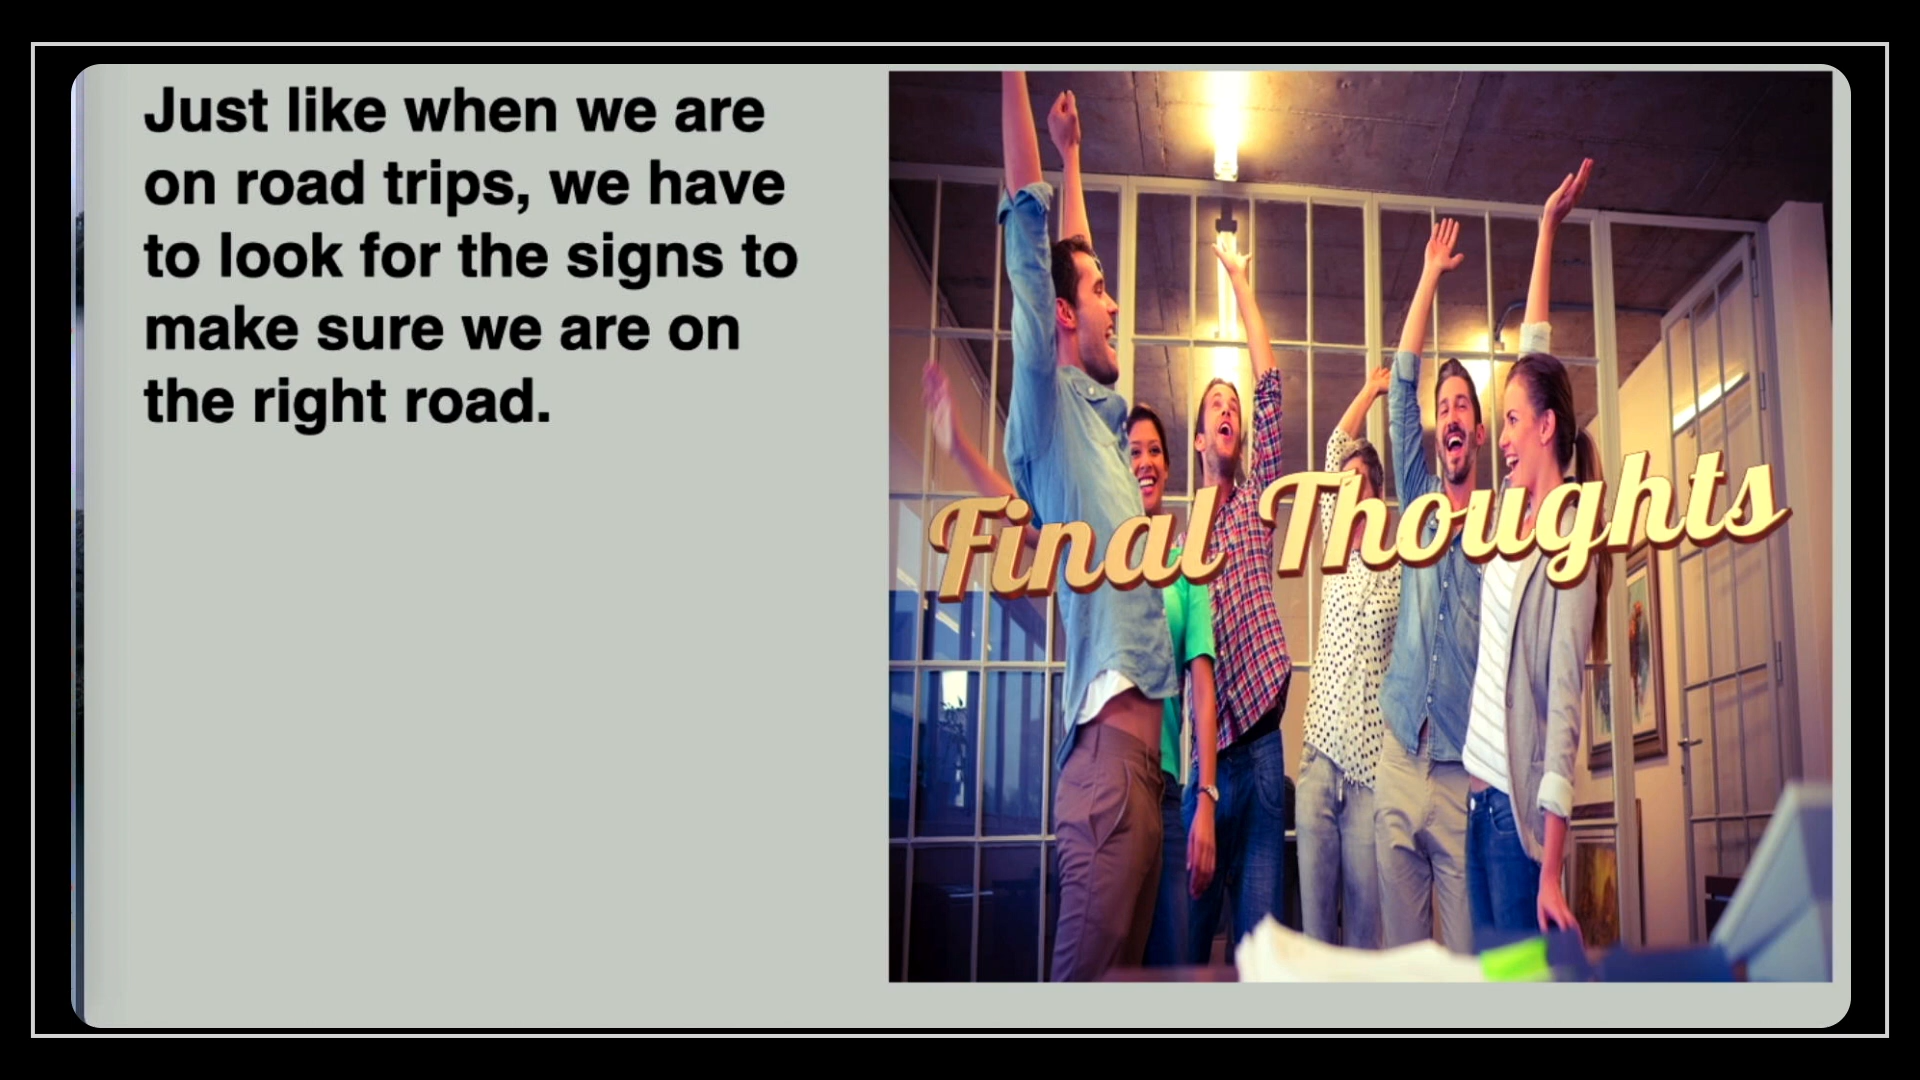 Just like when we are
on road trips, we have
to look for the signs to
make sure we are on
the right road.
Final Thoughts